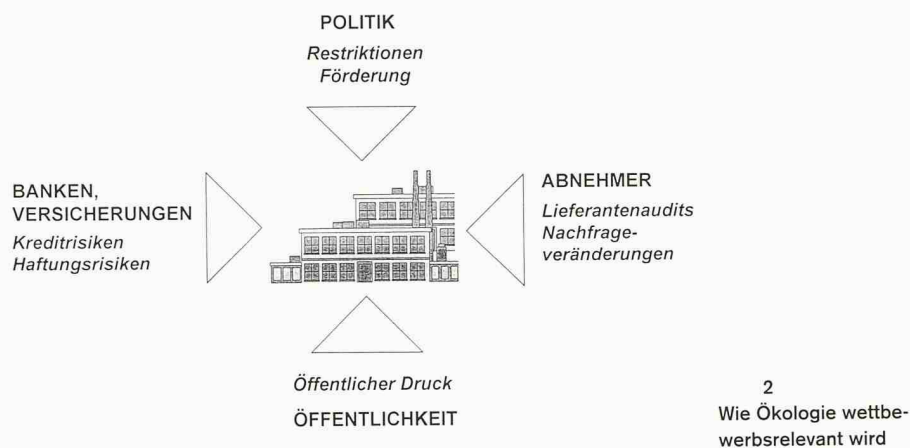 POLITIK
Restriktionen
Förderung
BANKEN,
VERSICHERUNGEN
Kreditrisiken
Haftungsrisiken
ABNEHMER
Lieferantenaudits
Nachfrage-
veränderungen
Öffentlicher Druck
ÖFFENTLICHKEIT
2
Wie Ökologie wettbe-
werbsrelevant wird